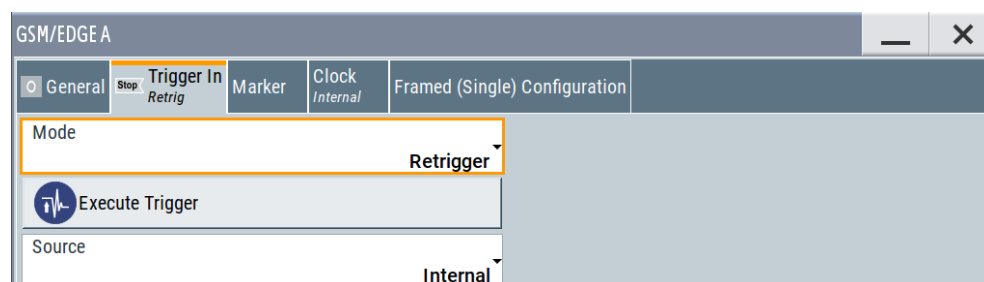 GSM/EDGE A
O General Stop Trigger In Retrig Marker Clock Internal Framed (Single) Configuration
Mode
Retrigger
Execute Trigger
Source
Internal